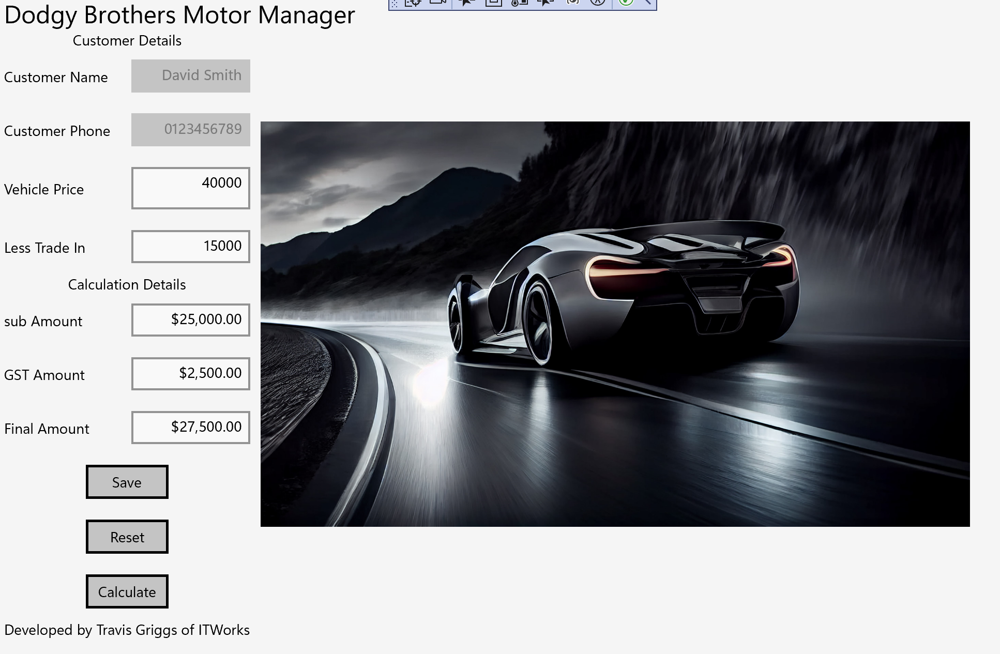 Dodgy Brothers Motor Manager
Customer Details
Customer Name David Smith
Customer Phone 0123456789
Vehicle Price 40000
Less Trade In 15000
Calculation Details
sub Amount $25,000.00
GST Amount $2,500.00
Final Amount $27,500.00
Save
Reset
Calculate
Developed by Travis Griggs of ITWorks